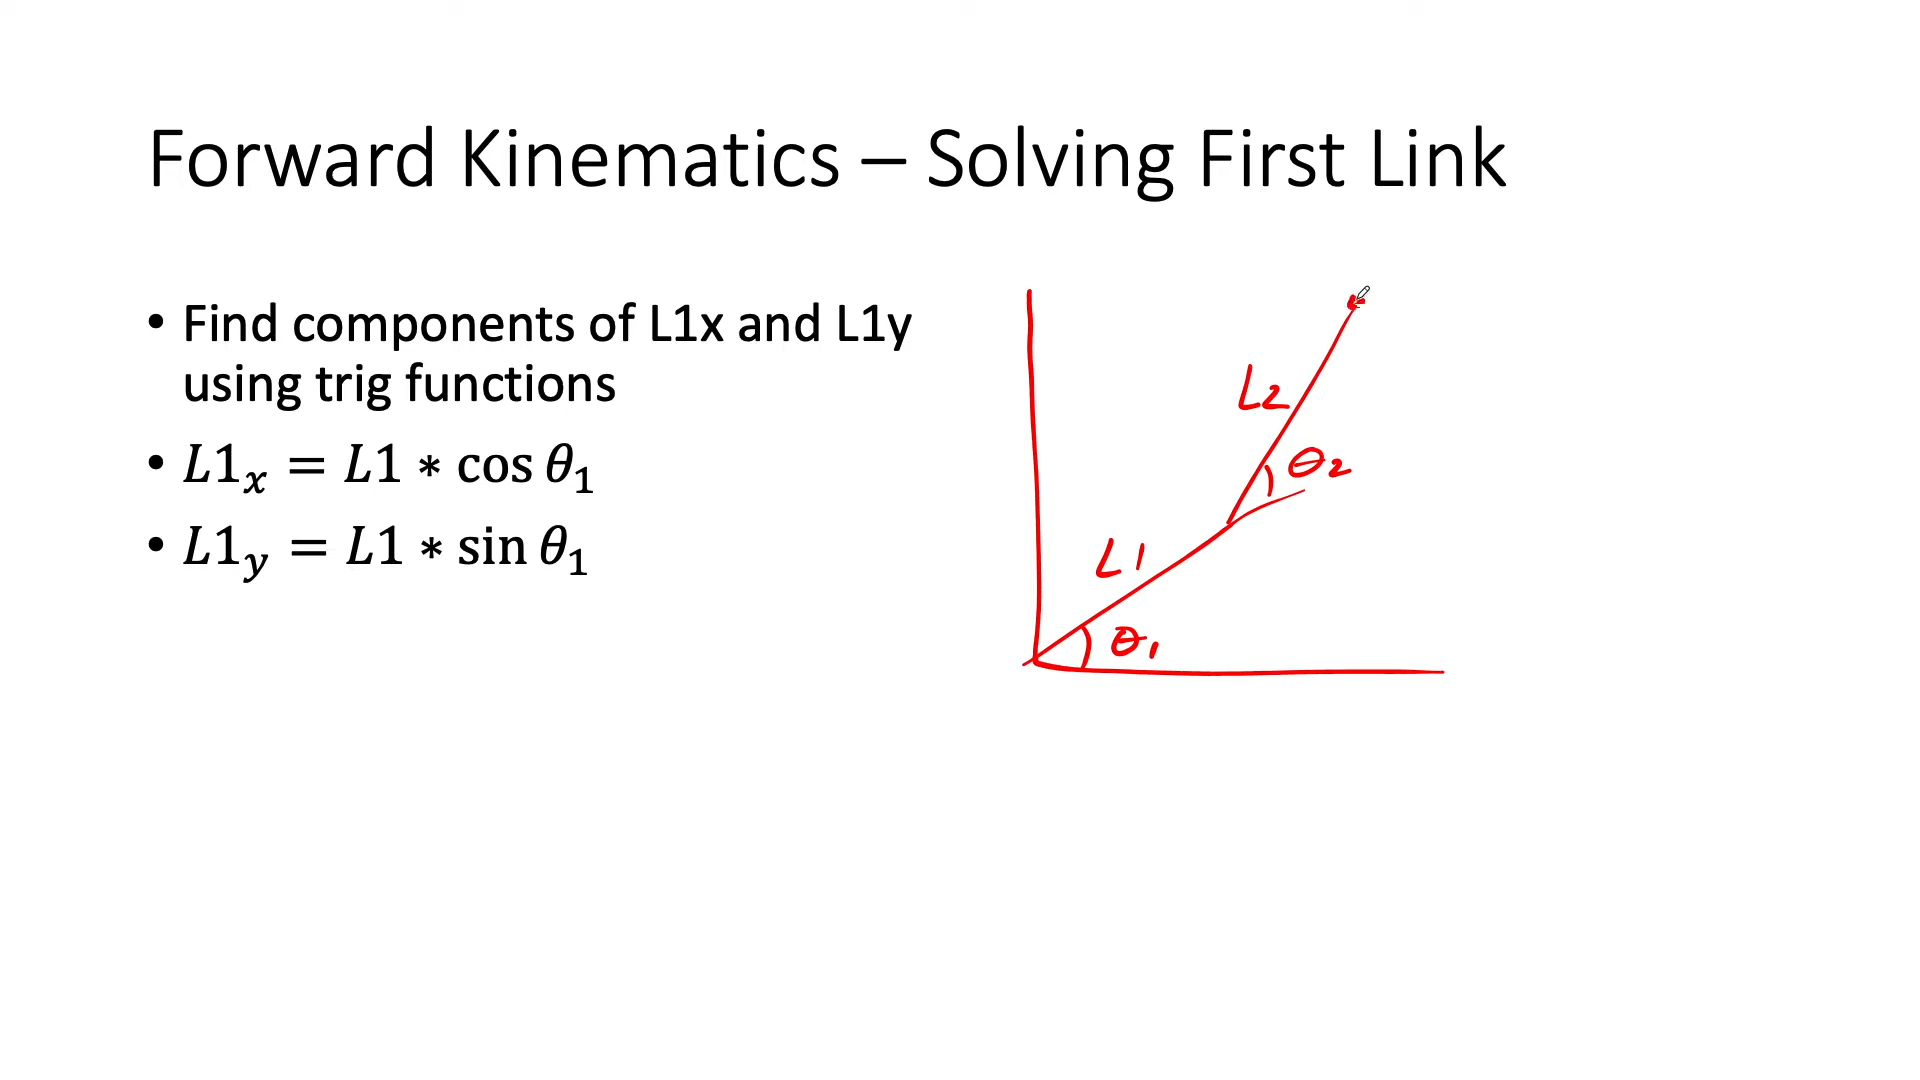 Forward Kinematics – Solving First Link
• Find components of L1x and L1y
using trig functions
• 𝐿1ₓ = 𝐿1 ∗ cos 𝜃₁
• 𝐿1_y = 𝐿1 ∗ sin 𝜃₁
L2
θ2
L1
θ1